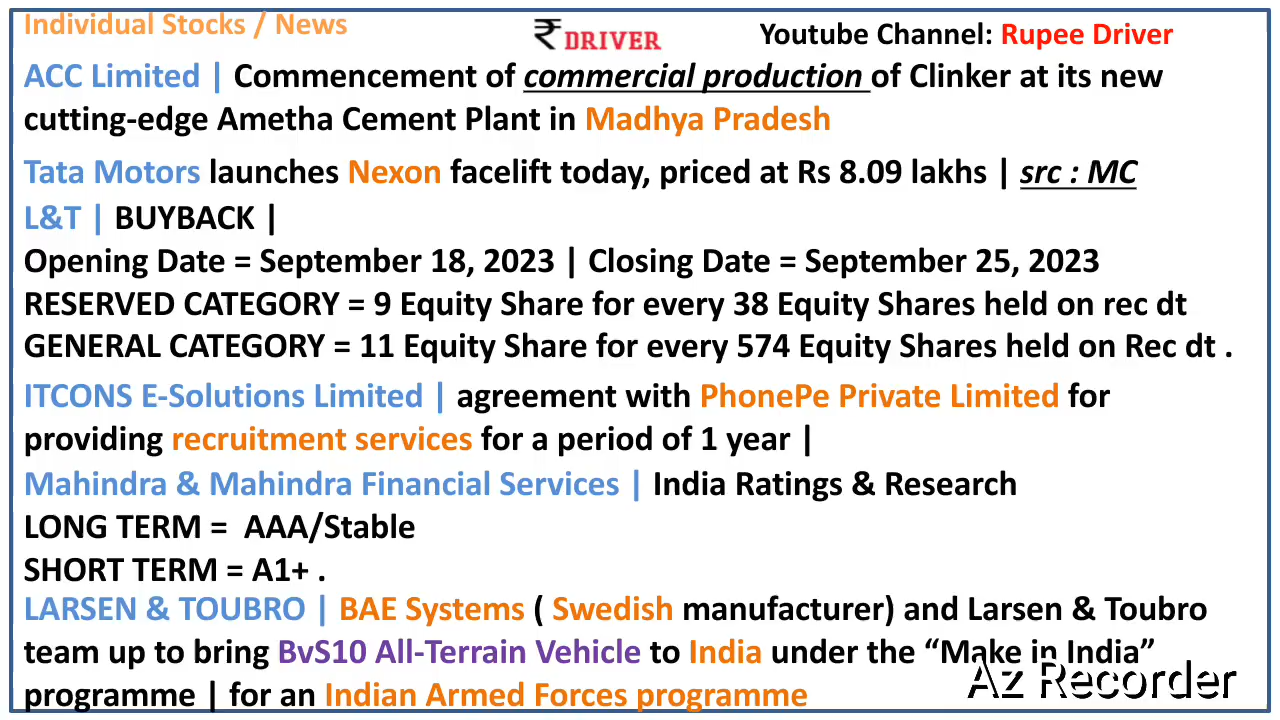 Individual Stocks / News
₹ DRIVER
Youtube Channel: Rupee Driver
ACC Limited | Commencement of commercial production of Clinker at its new
cutting-edge Ametha Cement Plant in Madhya Pradesh
Tata Motors launches Nexon facelift today, priced at Rs 8.09 lakhs | src : MC
L&T | BUYBACK |
Opening Date = September 18, 2023 | Closing Date = September 25, 2023
RESERVED CATEGORY = 9 Equity Share for every 38 Equity Shares held on rec dt
GENERAL CATEGORY = 11 Equity Share for every 574 Equity Shares held on Rec dt .
ITCONS E-Solutions Limited | agreement with PhonePe Private Limited for
providing recruitment services for a period of 1 year |
Mahindra & Mahindra Financial Services | India Ratings & Research
LONG TERM = AAA/Stable
SHORT TERM = A1+ .
LARSEN & TOUBRO | BAE Systems ( Swedish manufacturer) and Larsen & Toubro
team up to bring BvS10 All-Terrain Vehicle to India under the “Make in India”
programme | for an Indian Armed Forces programme
Az Recorder